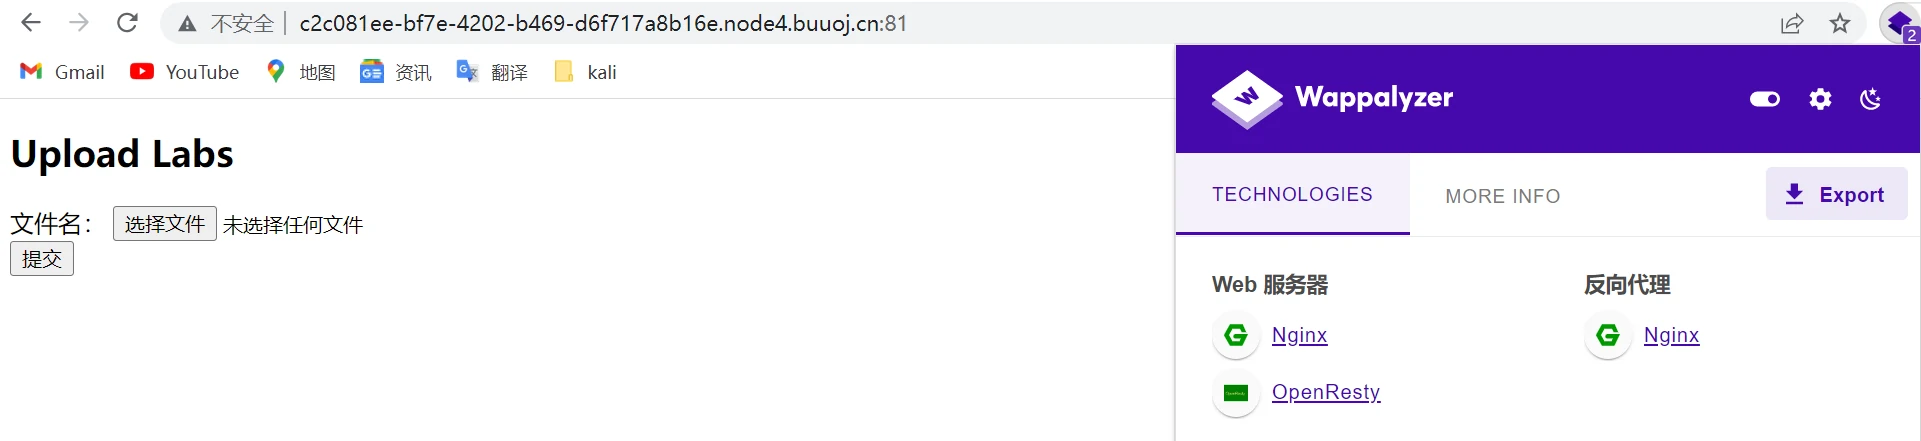 不安全 | c2c081ee-bf7e-4202-b469-d6f717a8b16e.node4.buuoj.cn:81
2
Gmail YouTube 地图 资讯 翻译 kali
W Wappalyzer
Upload Labs
TECHNOLOGIES MORE INFO Export
文件名： 选择文件 未选择任何文件
提交
Web 服务器 反向代理
Nginx Nginx
OpenResty